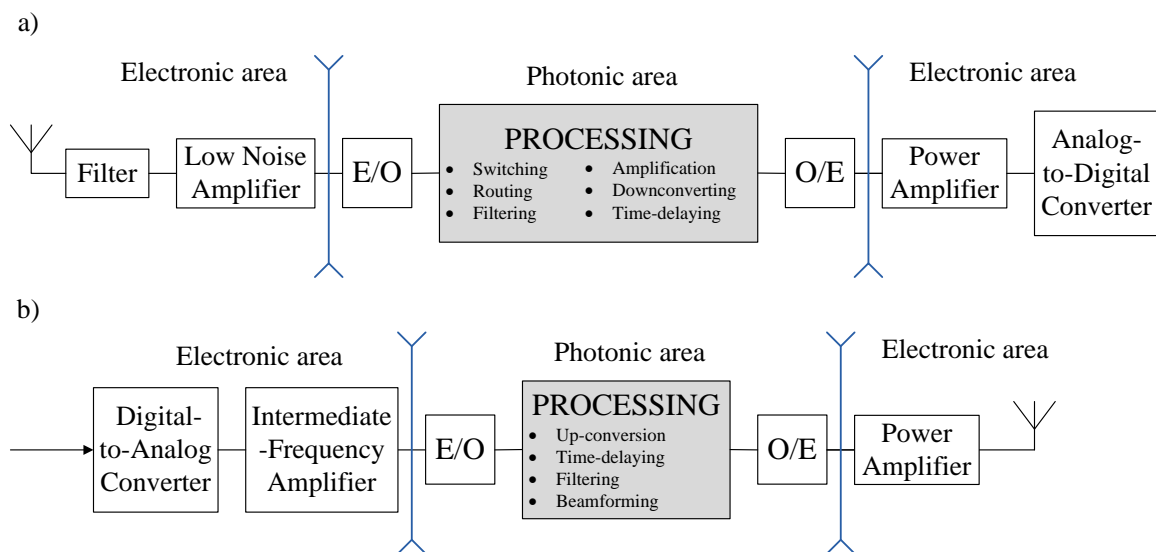 a)
Electronic area
Photonic area
Electronic area
Filter
Low Noise
Amplifier
E/O
PROCESSING
• Switching
• Routing
• Filtering
• Amplification
• Downconverting
• Time-delaying
O/E
Power
Amplifier
Analog-
to-Digital
Converter
b)
Electronic area
Photonic area
Electronic area
Digital-
to-Analog
Converter
Intermediate
-Frequency
Amplifier
E/O
PROCESSING
• Up-conversion
• Time-delaying
• Filtering
• Beamforming
O/E
Power
Amplifier